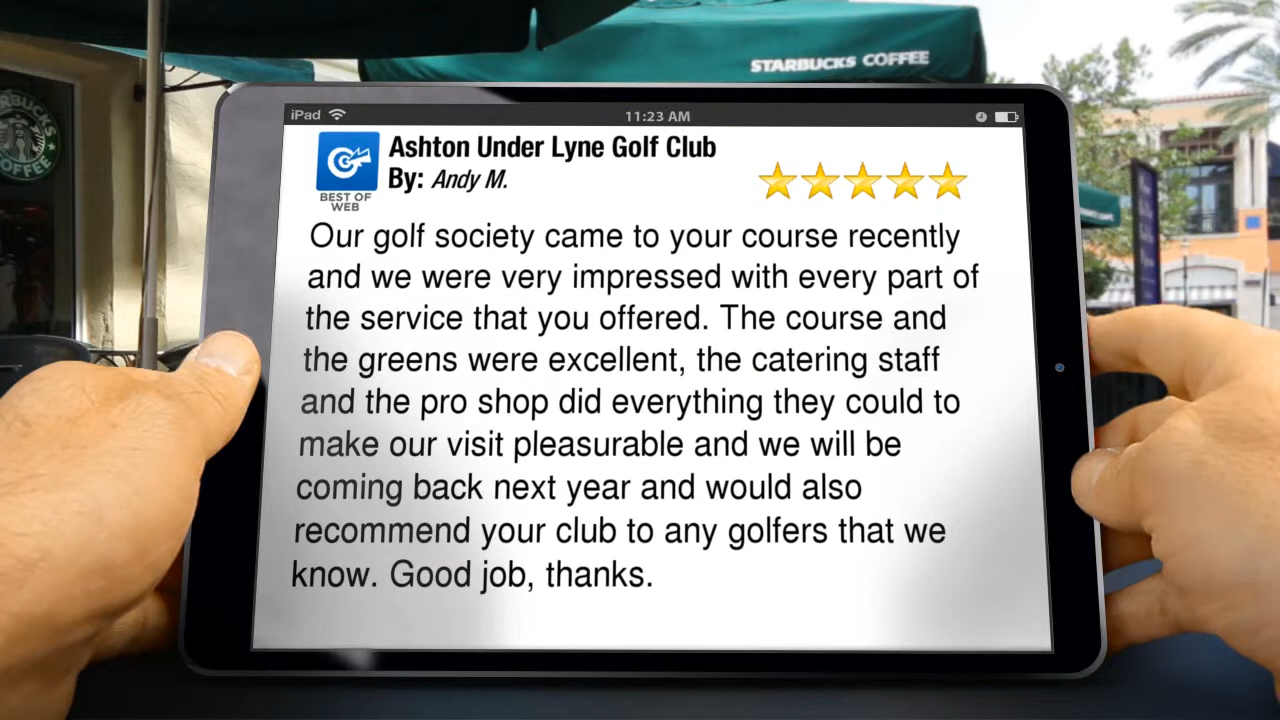 STARBUCKS COFFEE
iPad
11:23 AM
Ashton Under Lyne Golf Club
By: Andy M.
BEST OF
WEB
Our golf society came to your course recently
and we were very impressed with every part of
the service that you offered. The course and
the greens were excellent, the catering staff
and the pro shop did everything they could to
make our visit pleasurable and we will be
coming back next year and would also
recommend your club to any golfers that we
know. Good job, thanks.